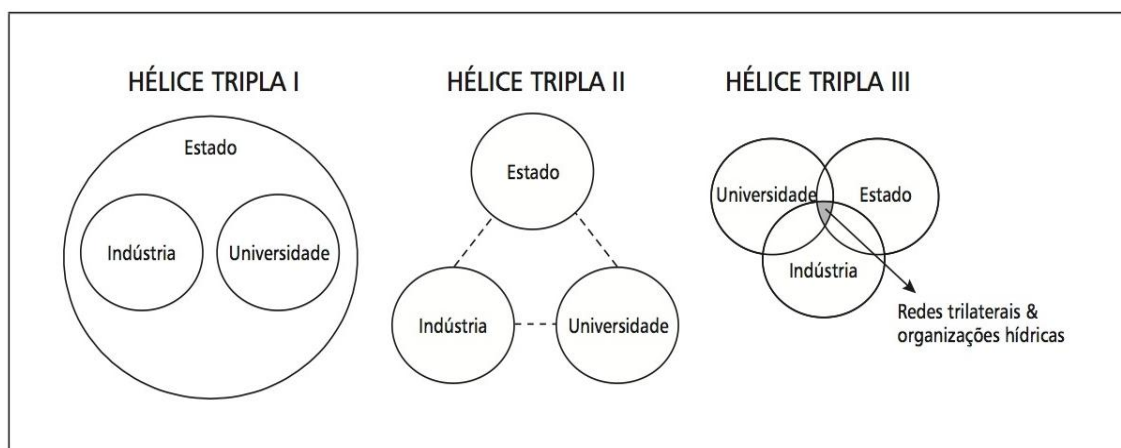 HÉLICE TRIPLA I
Estado
Indústria
Universidade
HÉLICE TRIPLA II
Estado
Indústria
Universidade
HÉLICE TRIPLA III
Universidade
Estado
Indústria
Redes trilaterais &
organizações hídricas